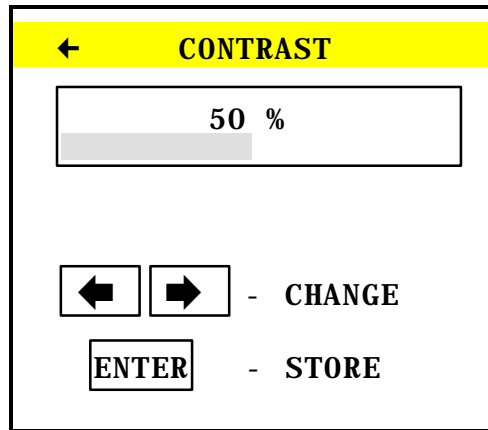 ← CONTRAST
50 %
← → - CHANGE
ENTER - STORE